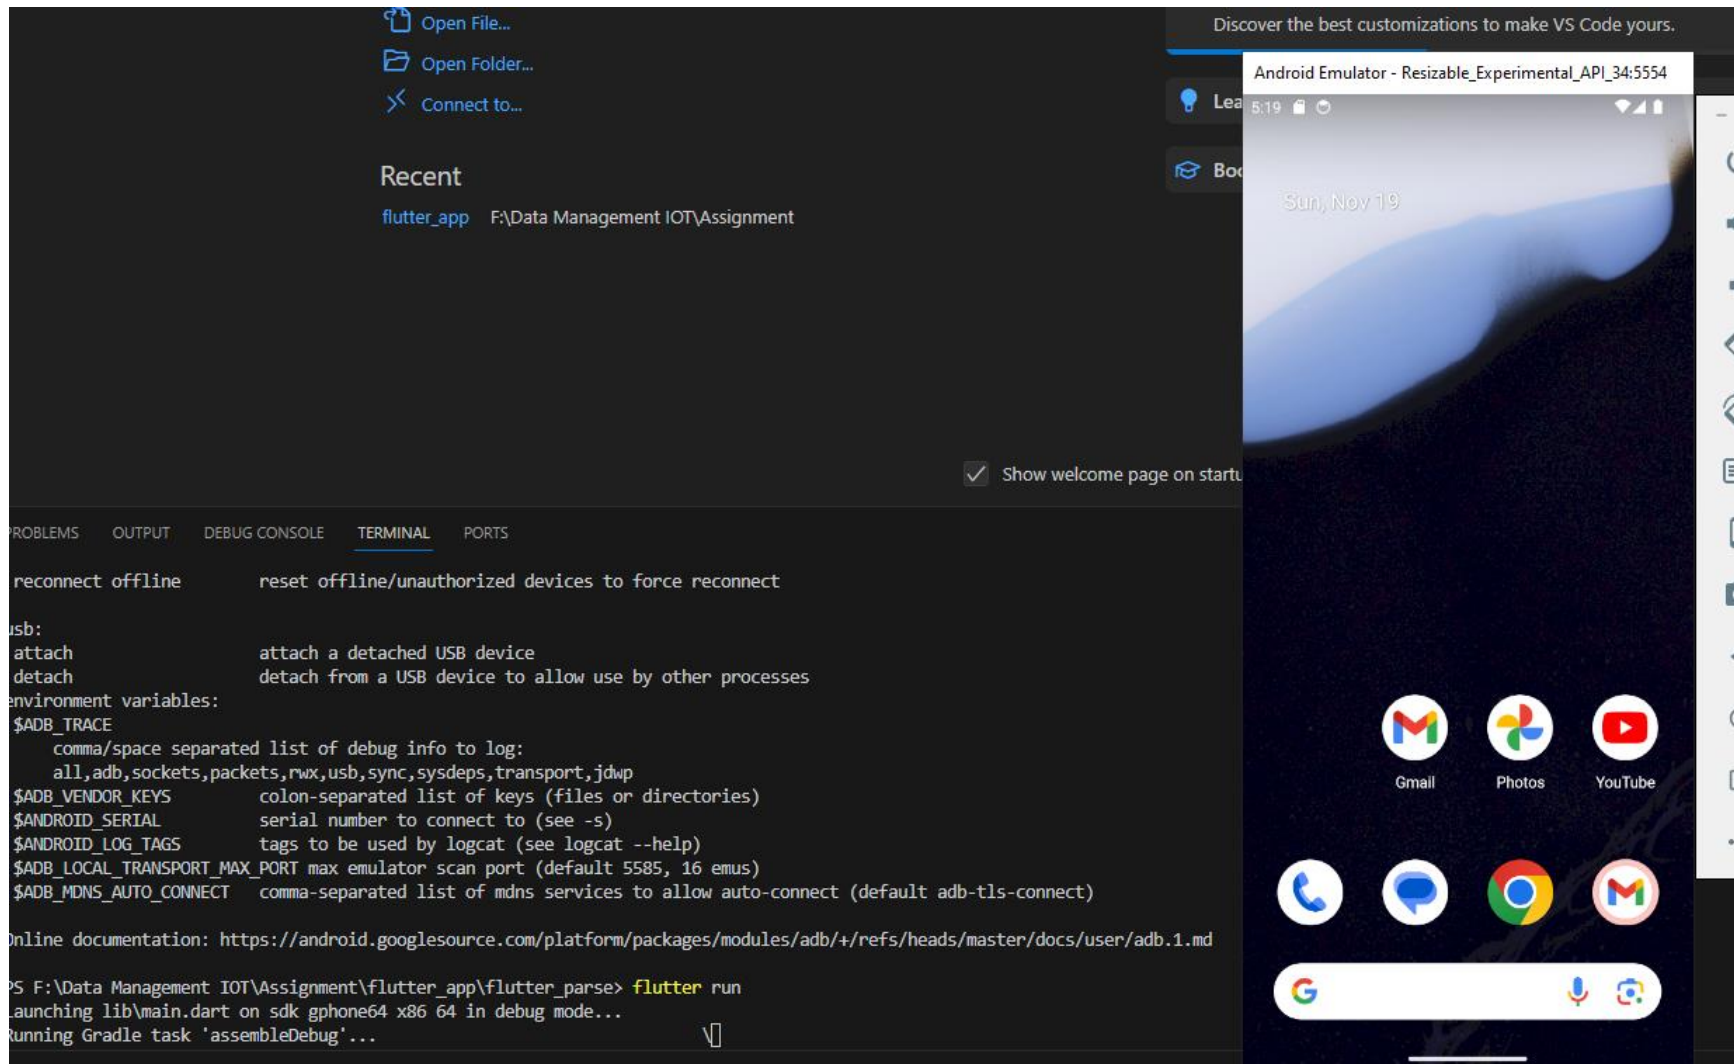 Open File...
Open Folder...
Connect to...
Recent
flutter_app F:\Data Management IOT\Assignment
Discover the best customizations to make VS Code yours.
Lea
Boo
Show welcome page on startu
Android Emulator - Resizable_Experimental_API_34:5554
5:19
Sun, Nov 19
Gmail Photos YouTube
PROBLEMS OUTPUT DEBUG CONSOLE TERMINAL PORTS
reconnect offline reset offline/unauthorized devices to force reconnect
usb:
attach attach a detached USB device
detach detach from a USB device to allow use by other processes
environment variables:
$ADB_TRACE
comma/space separated list of debug info to log:
all,adb,sockets,packets,rwx,usb,sync,sysdeps,transport,jdwp
$ADB_VENDOR_KEYS colon-separated list of keys (files or directories)
$ANDROID_SERIAL serial number to connect to (see -s)
$ANDROID_LOG_TAGS tags to be used by logcat (see logcat --help)
$ADB_LOCAL_TRANSPORT_MAX_PORT max emulator scan port (default 5585, 16 emus)
$ADB_MDNS_AUTO_CONNECT comma-separated list of mdns services to allow auto-connect (default adb-tls-connect)
Online documentation: https://android.googlesource.com/platform/packages/modules/adb/+/refs/heads/master/docs/user/adb.1.md
PS F:\Data Management IOT\Assignment\flutter_app\flutter_parse> flutter run
Launching lib\main.dart on sdk gphone64 x86 64 in debug mode...
Running Gradle task 'assembleDebug'... \